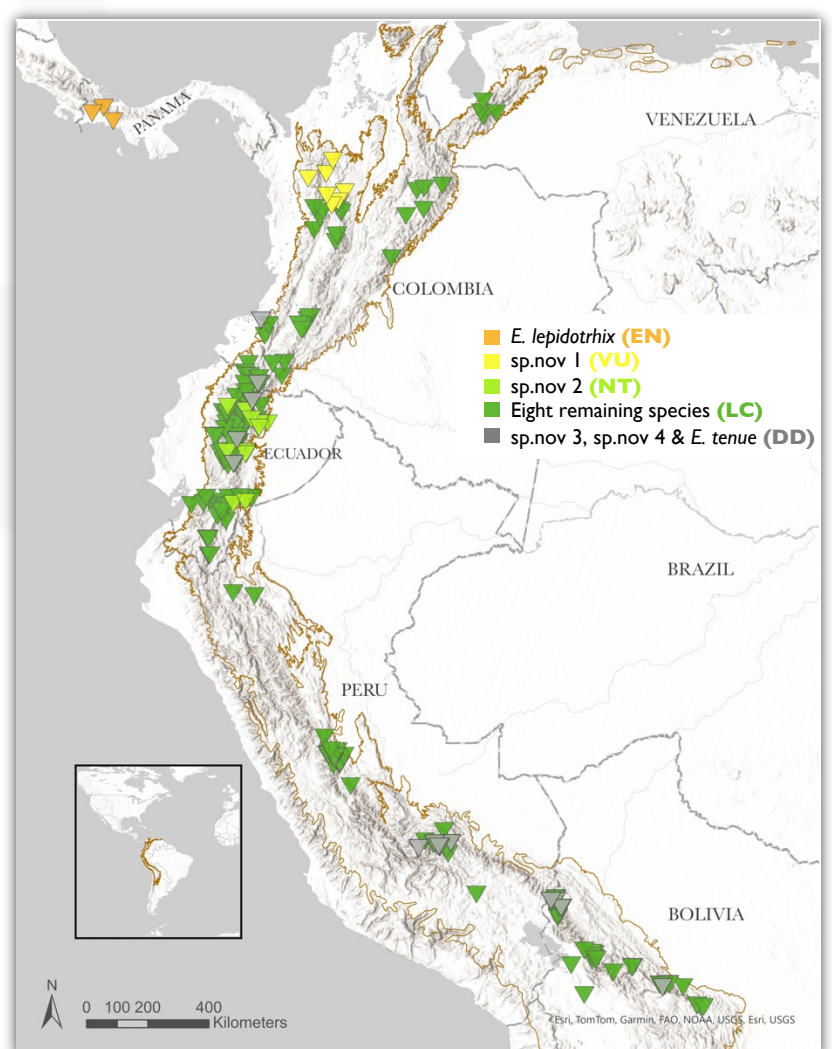 PANAMA
VENEZUELA
COLOMBIA
E. lepidotrhix (EN)
sp.nov 1 (VU)
sp.nov 2 (NT)
Eight remaining species (LC)
sp.nov 3, sp.nov 4 & E. tenue (DD)
ECUADOR
BRAZIL
PERU
BOLIVIA
N
0 100 200 400
Kilometers
Esri, TomTom, Garmin, FAO, NOAA, USGS, Esri, USGS